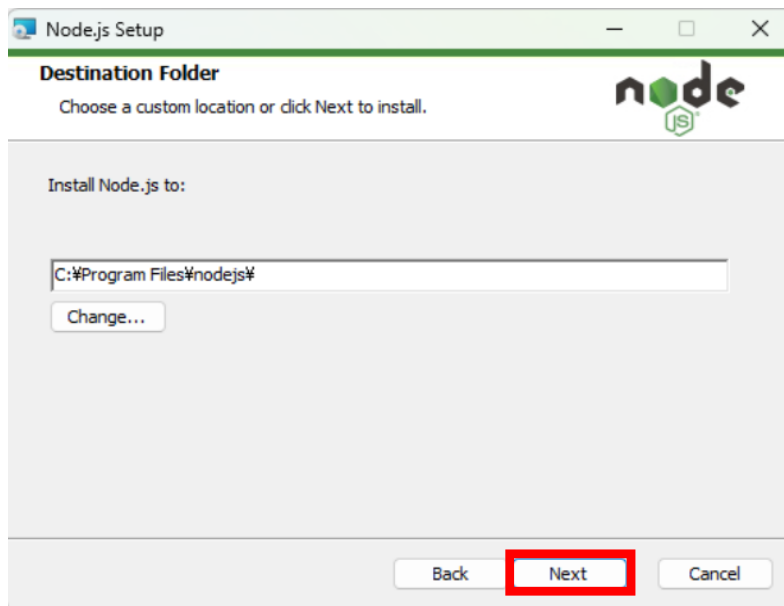 Node.js Setup
Destination Folder
Choose a custom location or click Next to install.
node
JS
Install Node.js to:
C:¥Program Files¥nodejs¥
Change...
Back Next Cancel